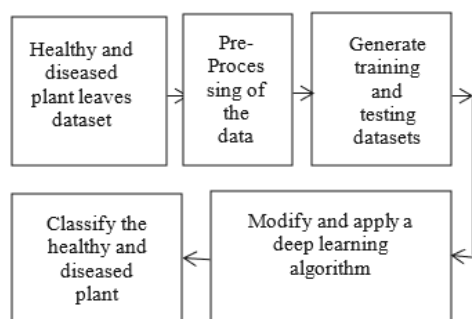 Healthy and
diseased
plant leaves
dataset
Pre-
Proces
sing of
the
data
Generate
training
and
testing
datasets
Modify and apply a
deep learning
algorithm
Classify the
healthy and
diseased
plant